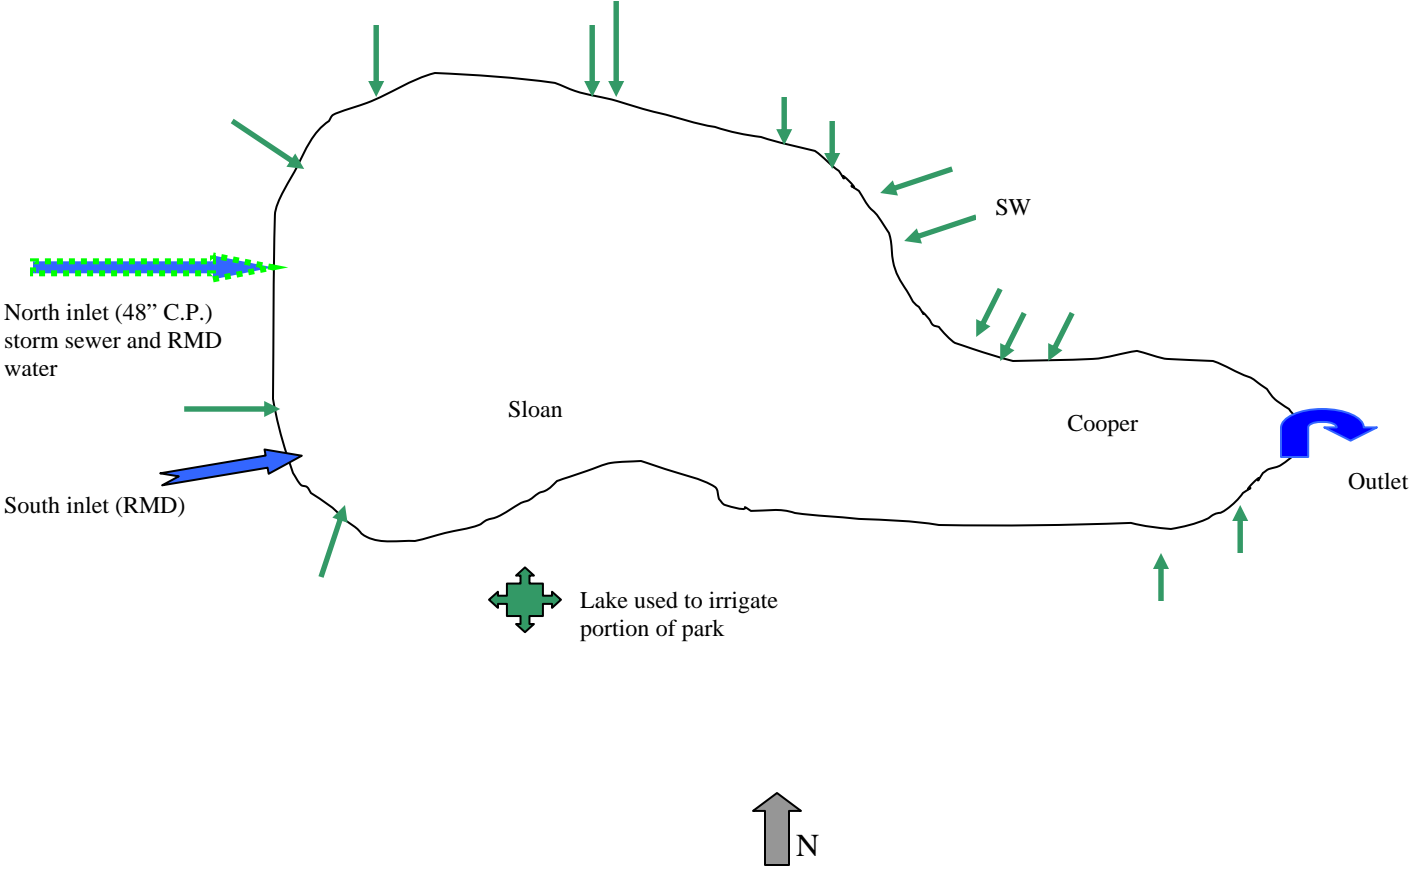 SW
North inlet (48” C.P.)
storm sewer and RMD
water
Sloan
Cooper
Outlet
South inlet (RMD)
Lake used to irrigate
portion of park
N